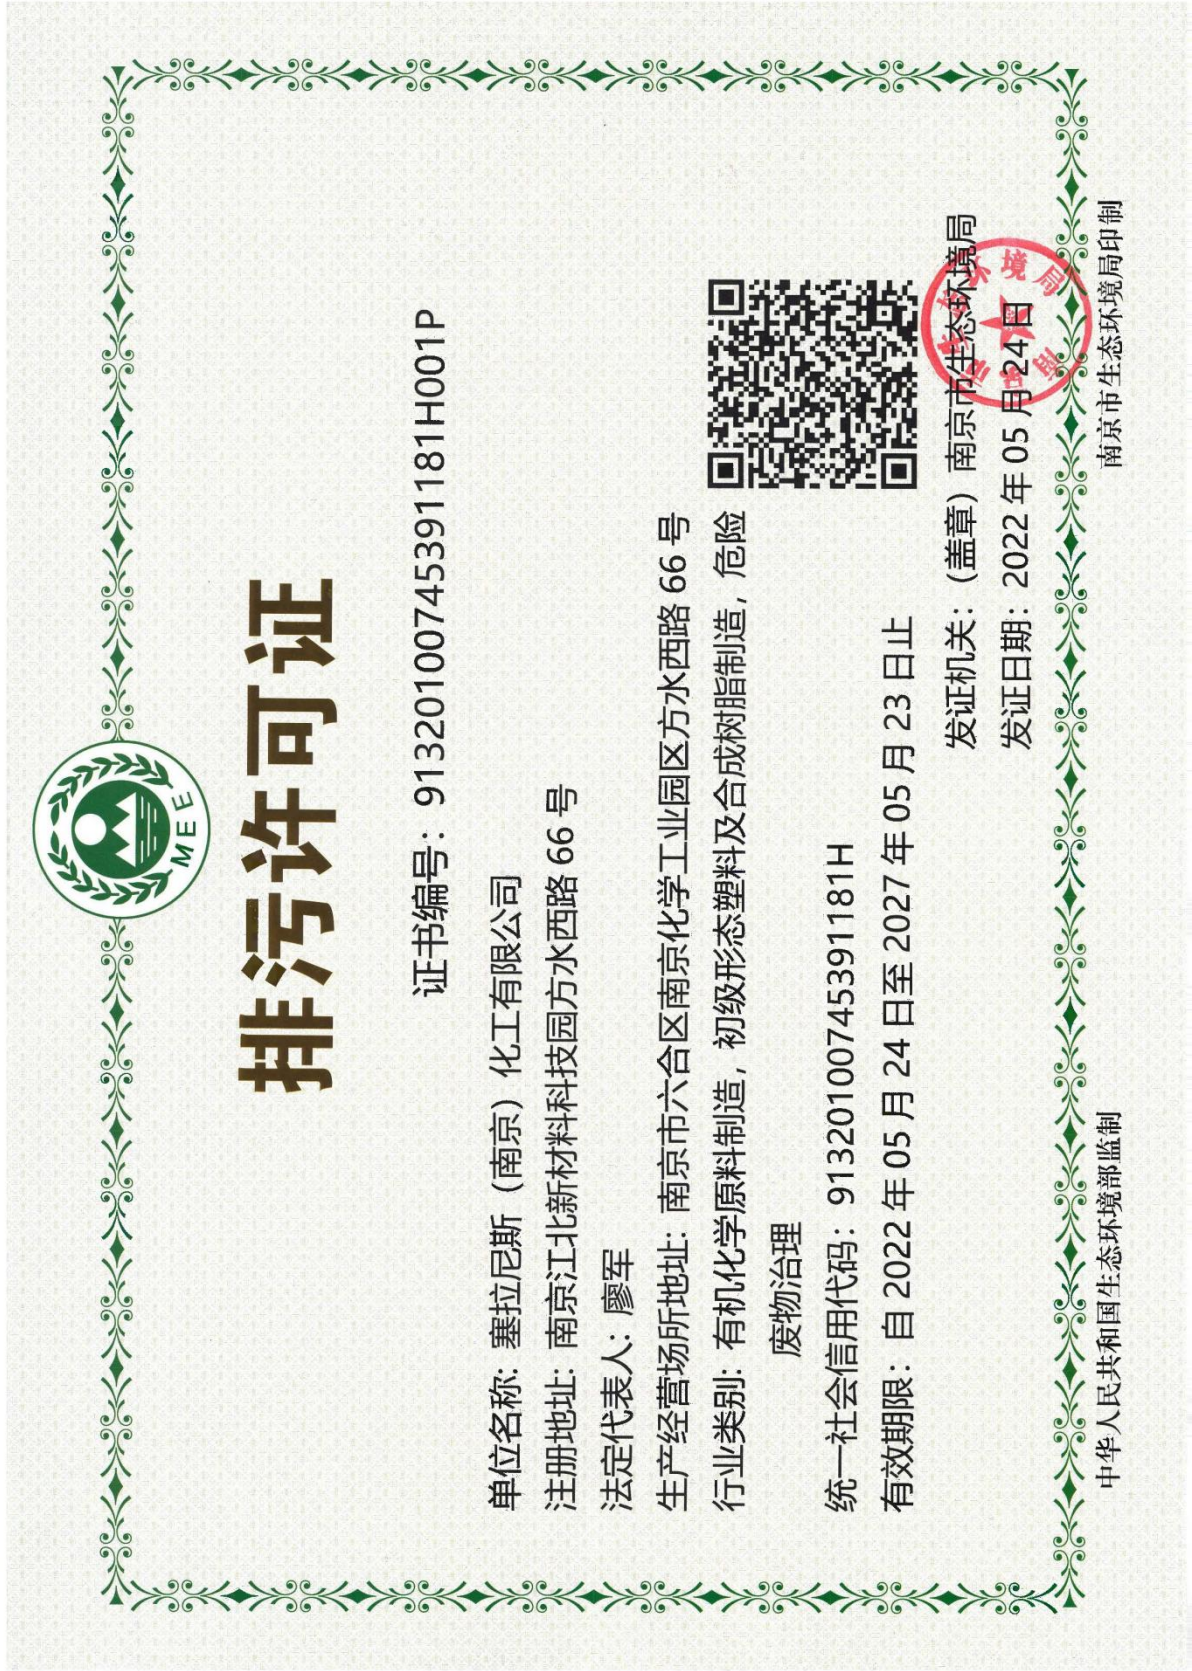 MEE
排污许可证
证书编号：91320100745391181H001P
单位名称：塞拉尼斯（南京）化工有限公司
注册地址：南京江北新材料科技园方水西路66号
法定代表人：廖军
生产经营场所地址：南京市六合区南京化学工业园区方水西路66号
行业类别：有机化学原料制造，初级形态塑料及合成树脂制造，危险
废物治理
统一社会信用代码：91320100745391181H
有效期限：自2022年05月24日至2027年05月23日止
发证机关：（盖章）南京市生态环境局
发证日期：2022年05月24日
中华人民共和国生态环境部监制
南京市生态环境局印制
南京市生态环境局